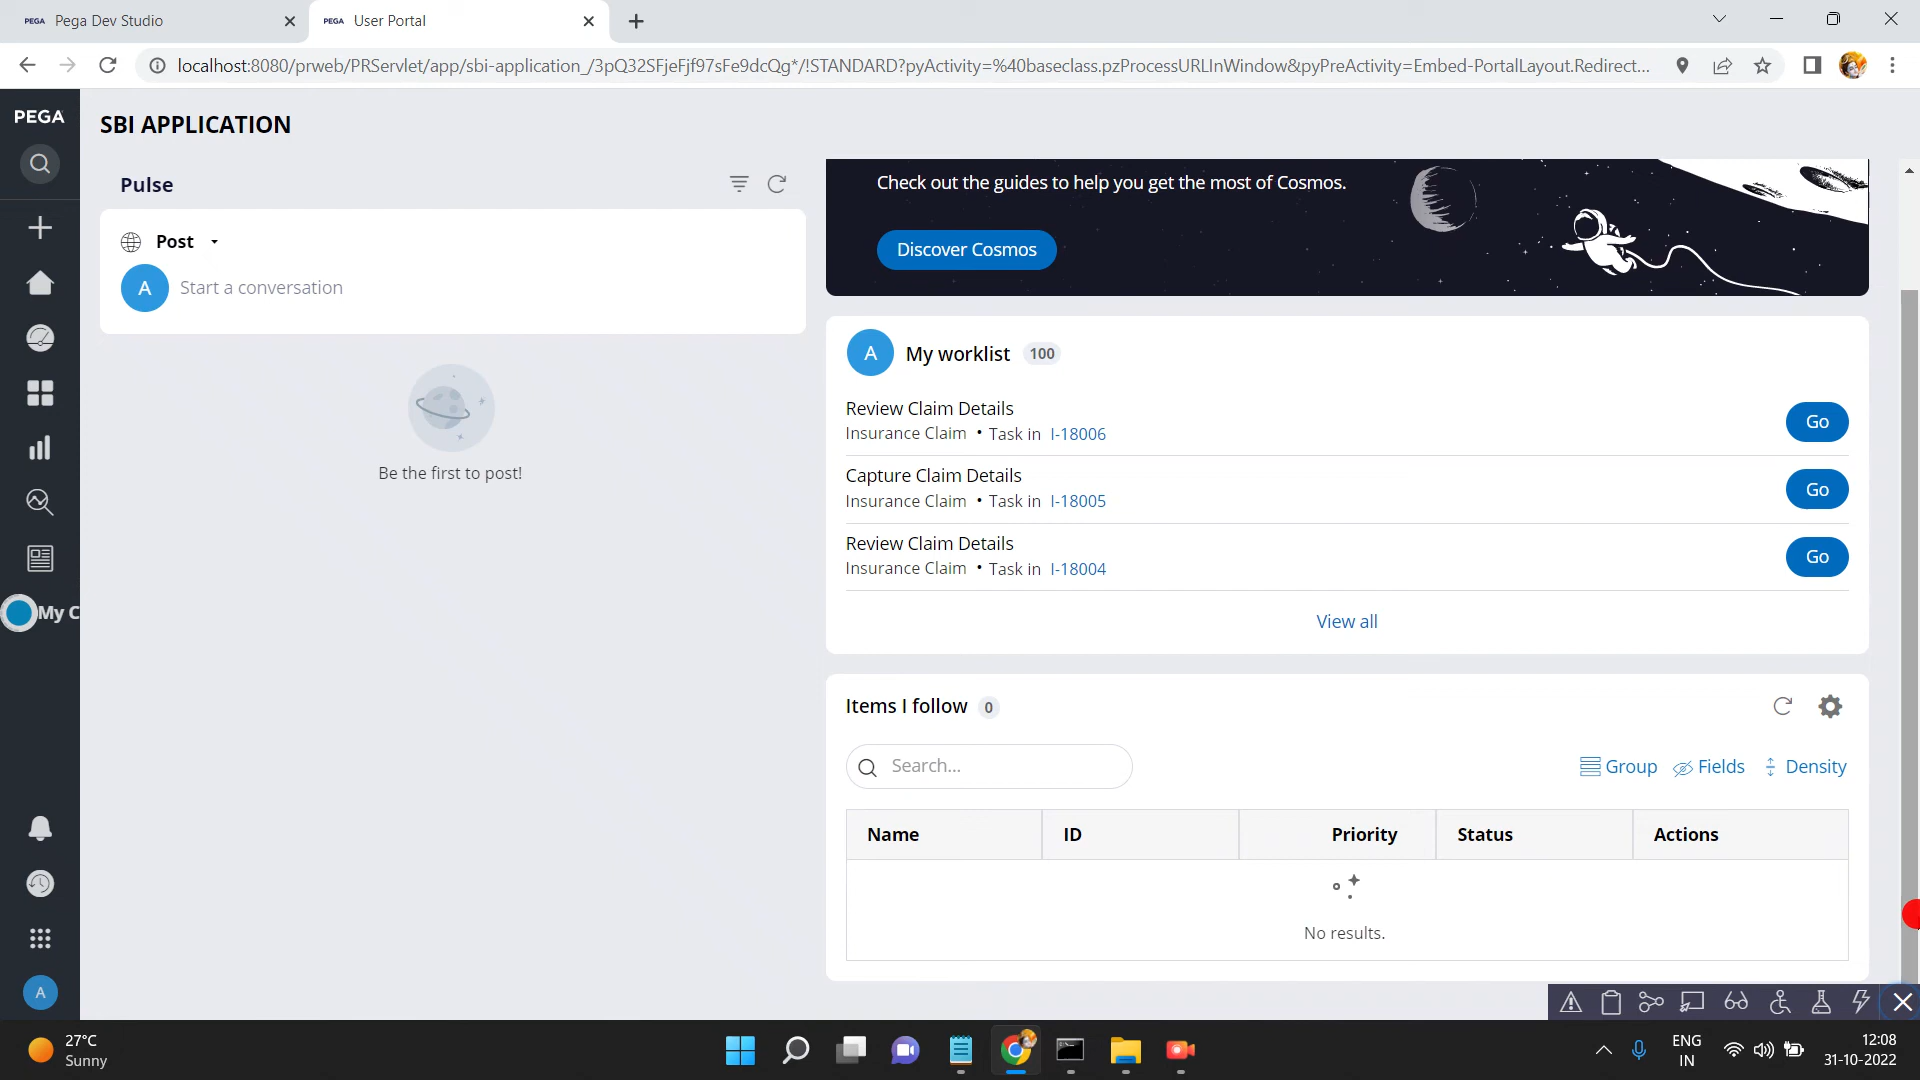 PEGA Pega Dev Studio
PEGA User Portal
localhost:8080/prweb/PRServlet/app/sbi-application_/3pQ32SFjeFjf97sFe9dcQg*/!STANDARD?pyActivity=%40baseclass.pzProcessURLInWindow&pyPreActivity=Embed-PortalLayout.Redirect...
PEGA
SBI APPLICATION
Pulse
Post
A
Start a conversation
Be the first to post!
My C
A
Check out the guides to help you get the most of Cosmos.
Discover Cosmos
A
My worklist 100
Review Claim Details
Insurance Claim • Task in I-18006
Go
Capture Claim Details
Insurance Claim • Task in I-18005
Go
Review Claim Details
Insurance Claim • Task in I-18004
Go
View all
Items I follow 0
Search...
Group Fields Density
Name ID Priority Status Actions
No results.
27°C
Sunny
ENG
IN
12:08
31-10-2022